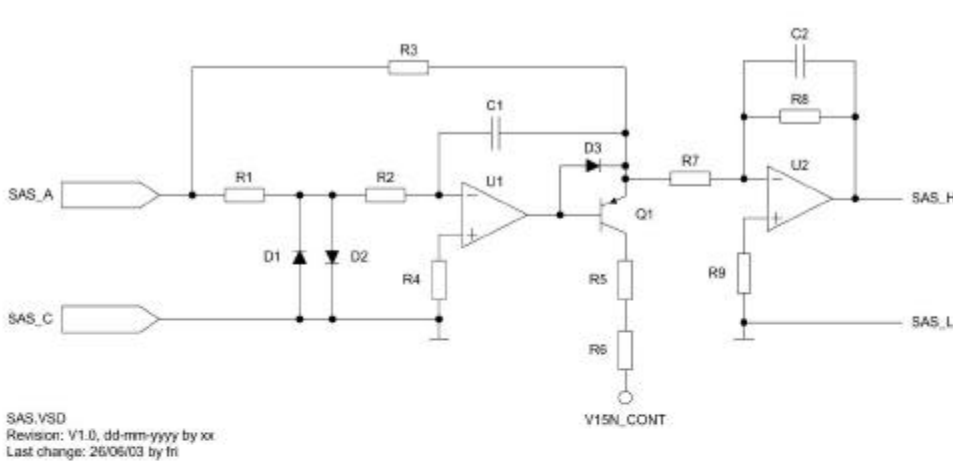 C2
R3
R8
C1
D3
R7
U2
SAS_A
R1
R2
U1
SAS_H
Q1
D1
D2
R4
R5
R9
SAS_C
SAS_L
R6
V15N_CONT
SAS.VSD
Revision: V1.0, dd-mm-yyyy by xx
Last change: 26/06/03 by fri